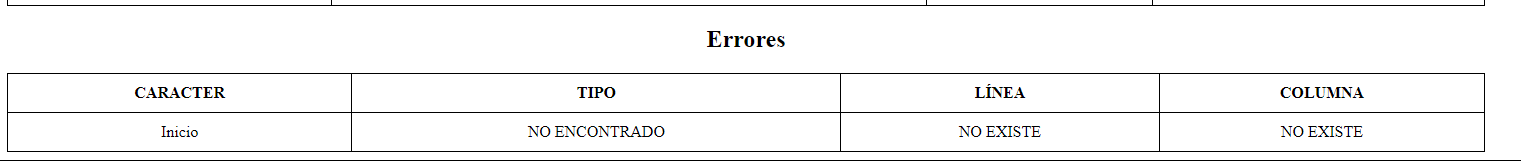 Errores
CARACTER TIPO LÍNEA COLUMNA
Inicio NO ENCONTRADO NO EXISTE NO EXISTE